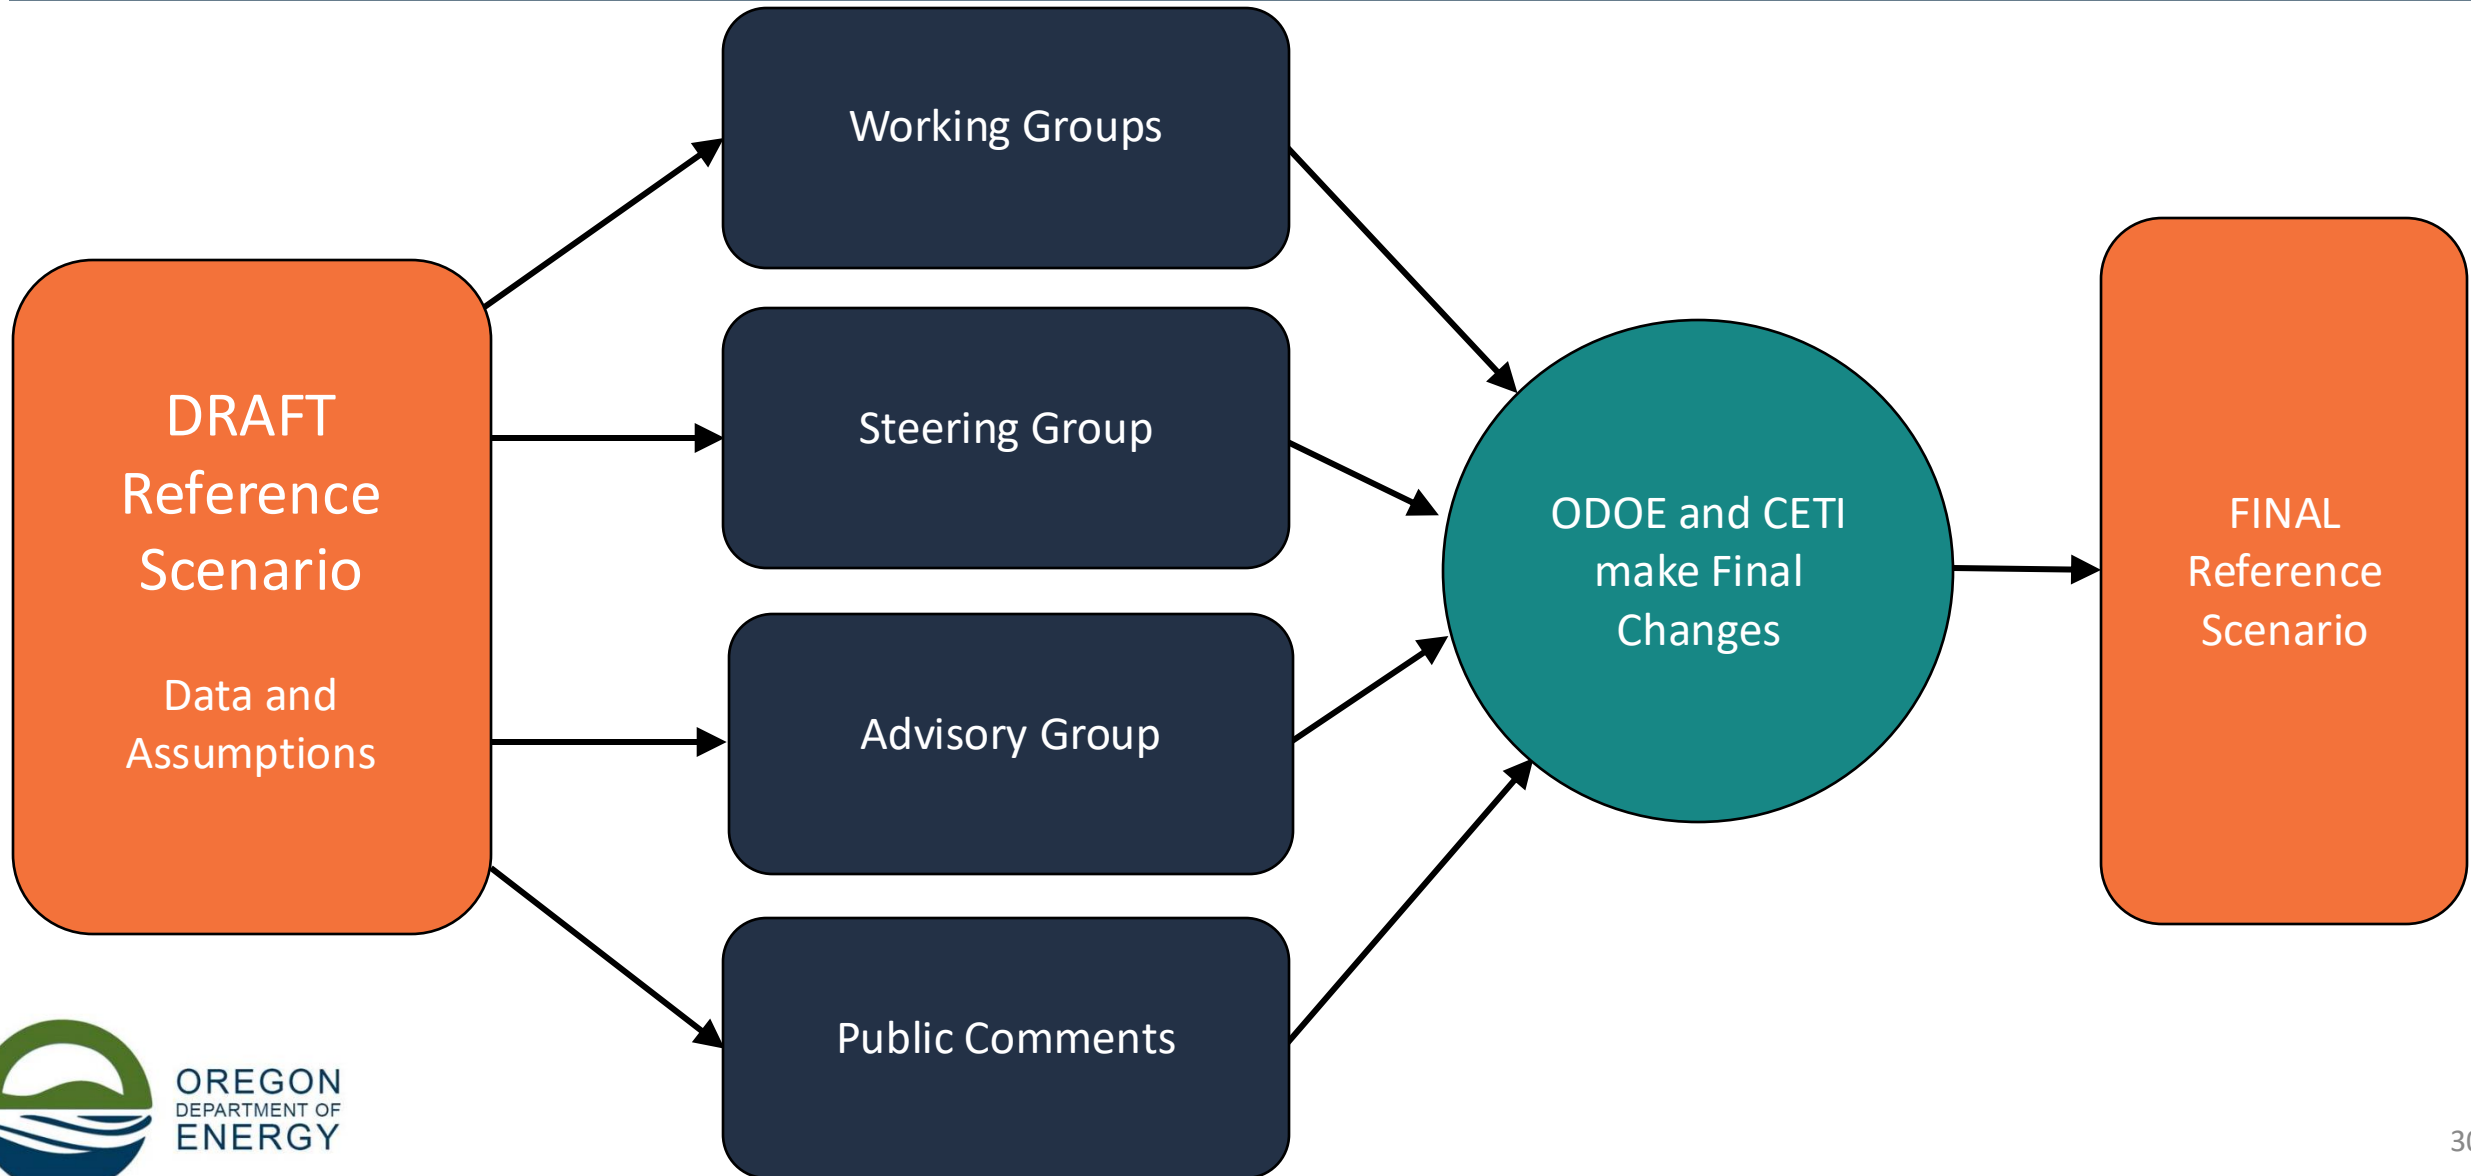 DRAFT
Reference
Scenario
Data and
Assumptions
Working Groups
Steering Group
Advisory Group
Public Comments
ODOE and CETI
make Final
Changes
FINAL
Reference
Scenario
OREGON
DEPARTMENT OF
ENERGY